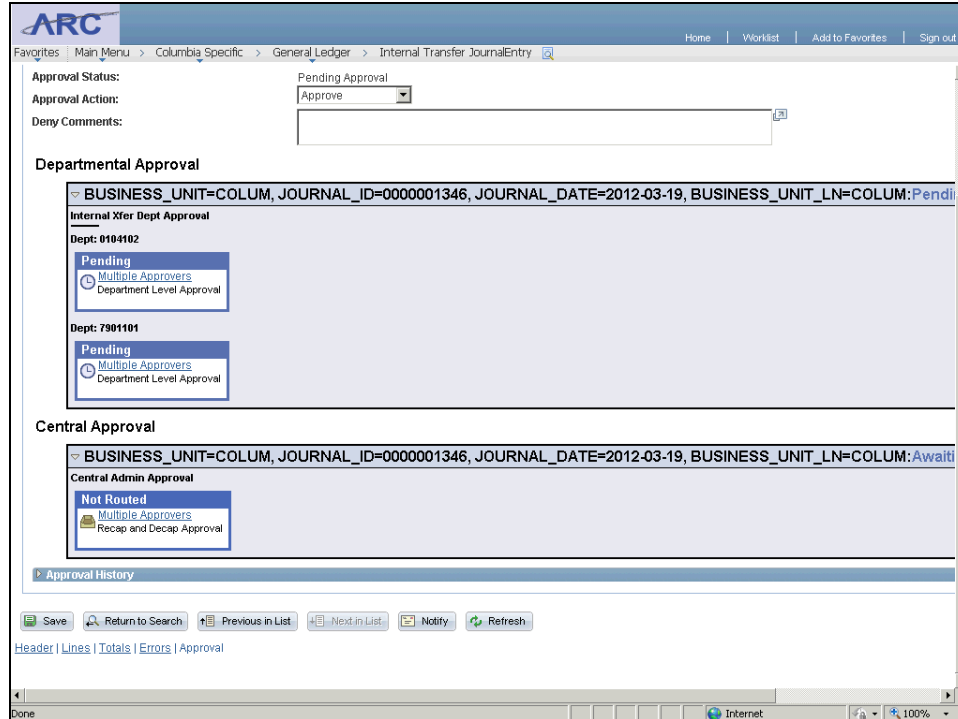 ARC
Home | Worklist | Add to Favorites | Sign out
Favorites Main Menu > Columbia Specific > General Ledger > Internal Transfer JournalEntry
Approval Status: Pending Approval
Approval Action: Approve
Deny Comments:
Departmental Approval
BUSINESS_UNIT=COLUM, JOURNAL_ID=0000001346, JOURNAL_DATE=2012-03-19, BUSINESS_UNIT_LN=COLUM:Pendi
Internal Xfer Dept Approval
Dept: 0104102
Pending
Multiple Approvers
Department Level Approval
Dept: 7901101
Pending
Multiple Approvers
Department Level Approval
Central Approval
BUSINESS_UNIT=COLUM, JOURNAL_ID=0000001346, JOURNAL_DATE=2012-03-19, BUSINESS_UNIT_LN=COLUM:Awaiti
Central Admin Approval
Not Routed
Multiple Approvers
Recap and Decap Approval
Approval History
Save Return to Search Previous in List Next in List Notify Refresh
Header | Lines | Totals | Errors | Approval
Done Internet 100%